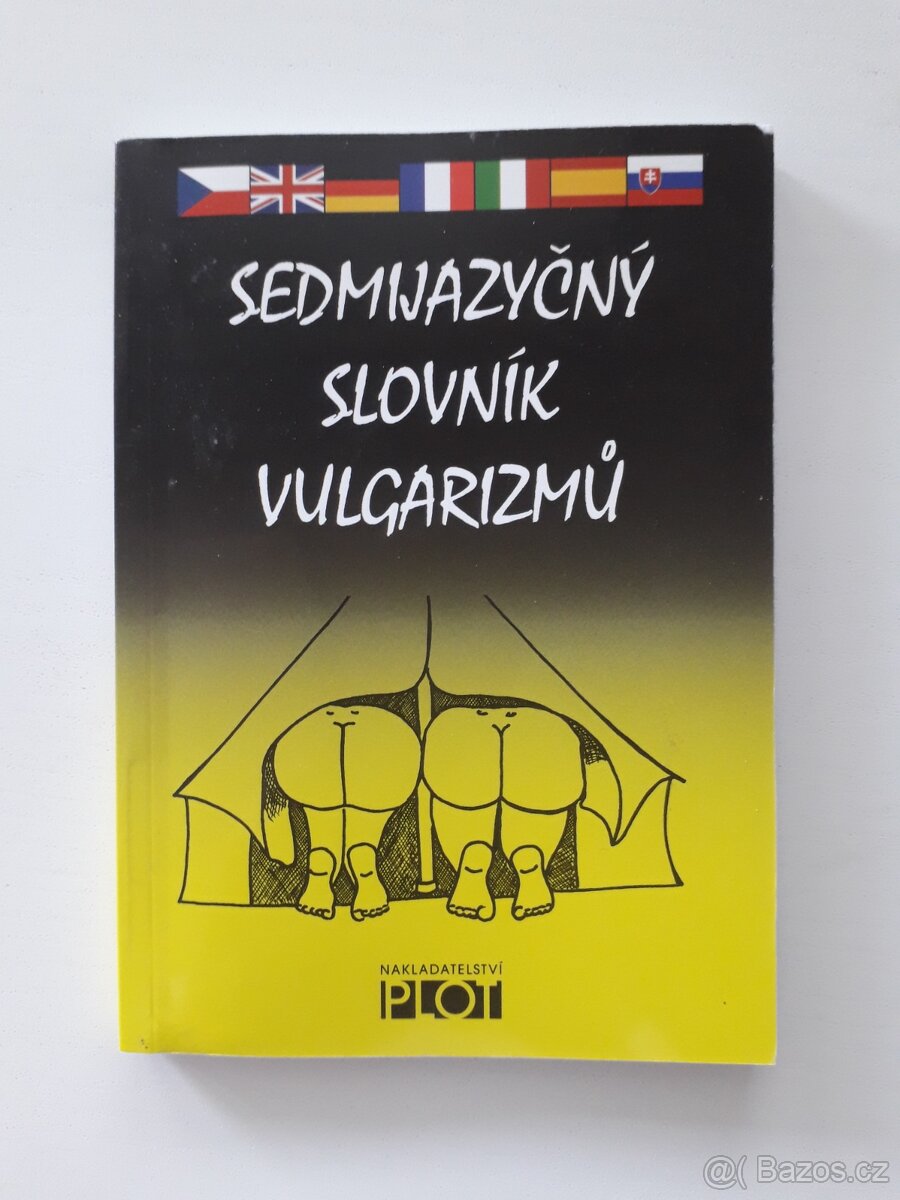 SEDMIJAZYČNÝ
SLOVNÍK
VULGARIZMŮ
NAKLADATELSTVÍ
PLOT
@( Bazos.cz